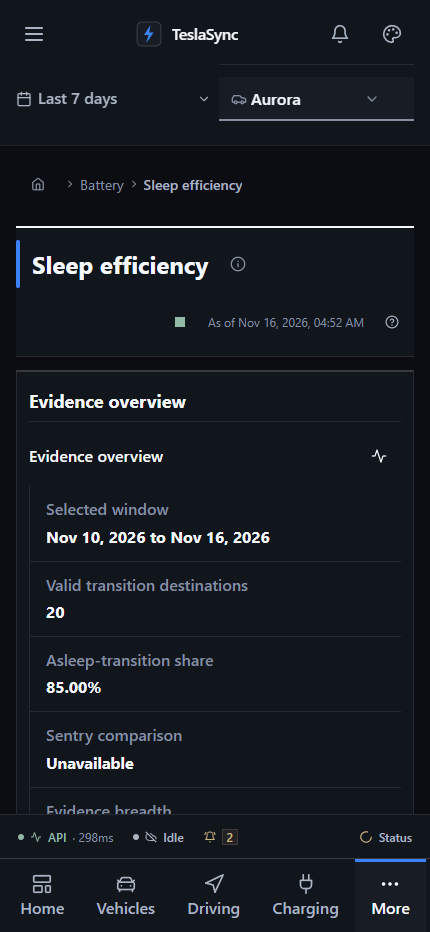 TeslaSync
Last 7 days
Aurora
Battery
Sleep efficiency
Sleep efficiency
As of Nov 16, 2026, 04:52 AM
Evidence overview
Evidence overview
Selected window
Nov 10, 2026 to Nov 16, 2026
Valid transition destinations
20
Asleep-transition share
85.00%
Sentry comparison
Unavailable
Evidence breadth
API · 298ms
Idle
2
Status
Home
Vehicles
Driving
Charging
More